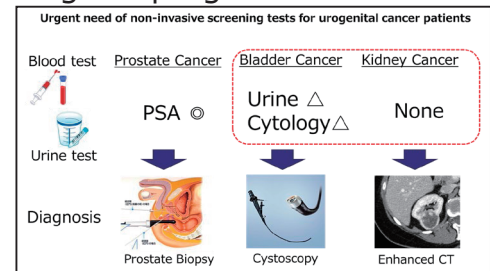 Urgent need of non-invasive screening tests for urogenital cancer patients
Blood test
Prostate Cancer
Bladder Cancer
Kidney Cancer
PSA ◎
Urine △
Cytology△
None
Urine test
Diagnosis
Prostate Biopsy
Cystoscopy
Enhanced CT